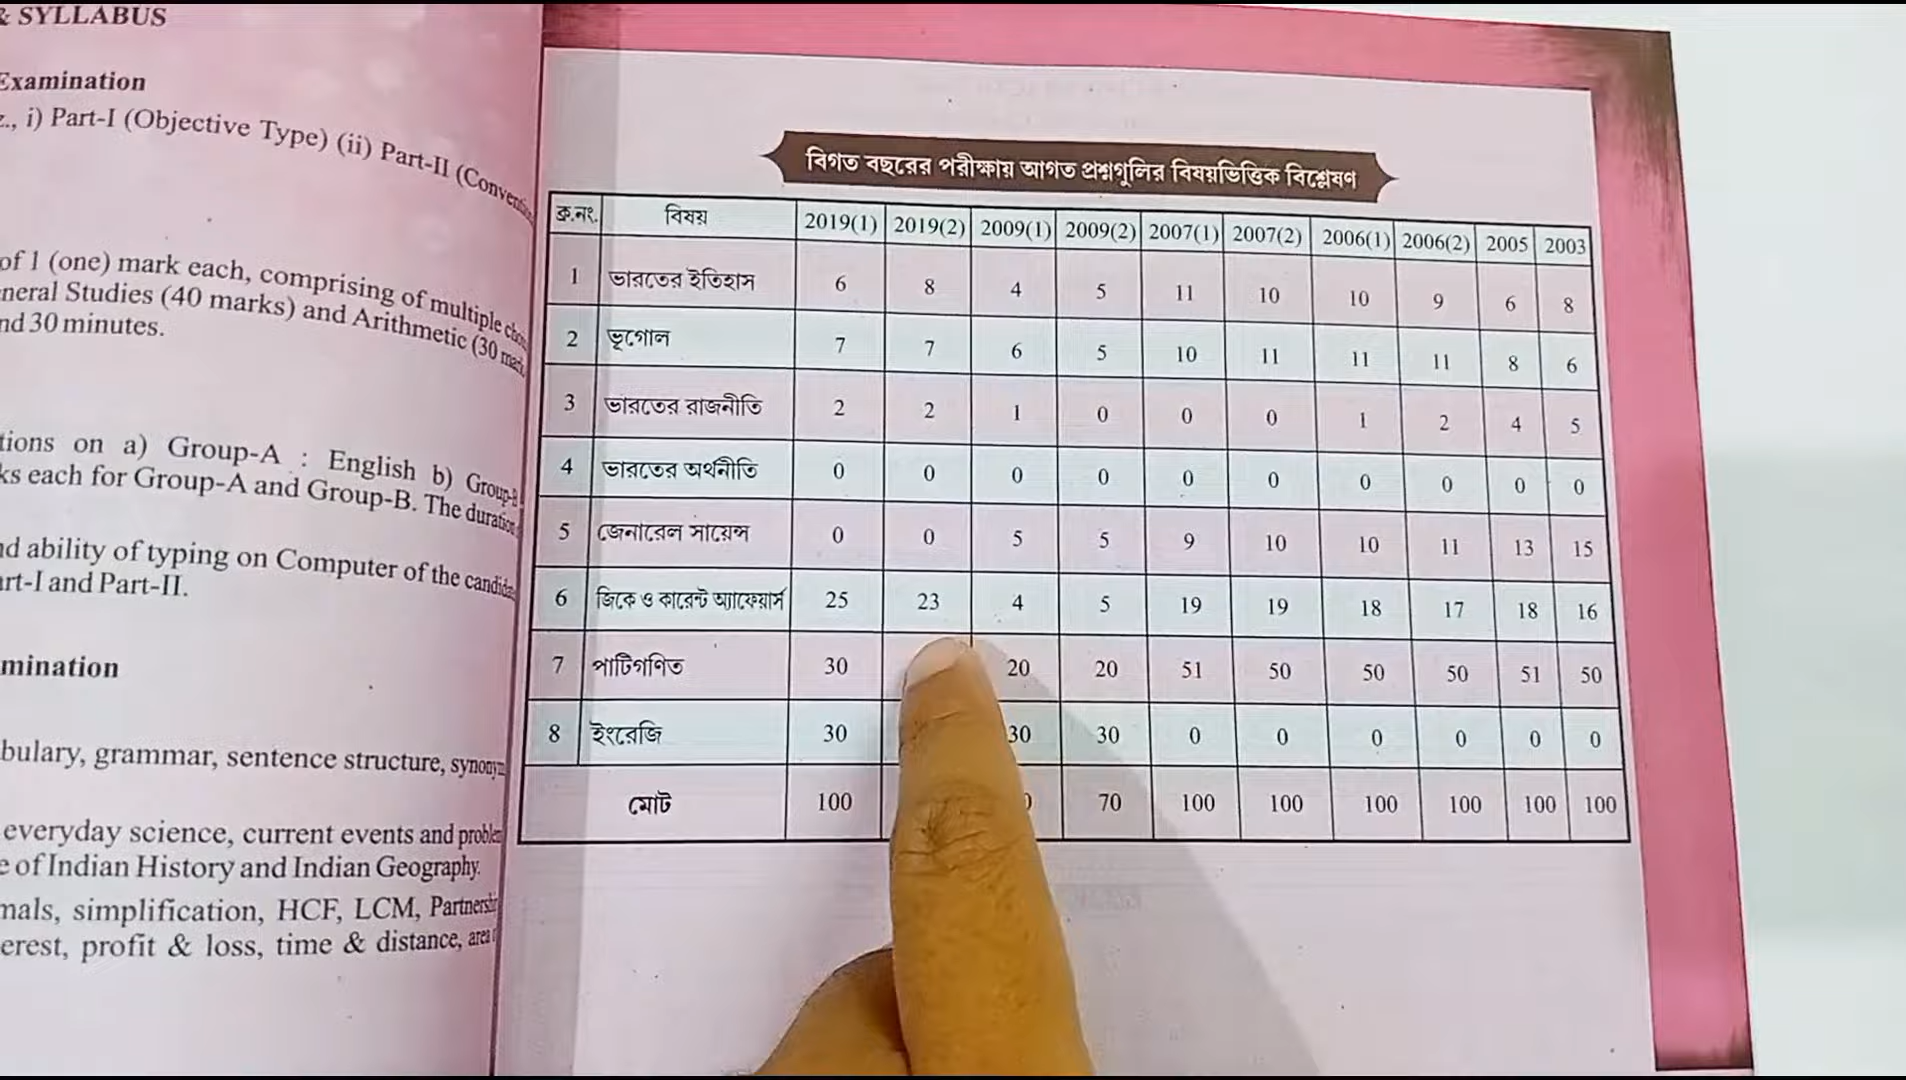 & SYLLABUS
Examination
z., i) Part-I (Objective Type) (ii) Part-II
of 1 (one) mark each, comprising of multiple
neral Studies (40 marks) and Arithmetic (30
nd 30 minutes.
tions on a) Group-A : English b) Group-B
ks each for Group-A and Group-B. The duration
nd ability of typing on Computer of the
art-I and Part-II.
mination
bulary, grammar, sentence structure,
everyday science, current events and
e of Indian History and Indian Geography.
nals, simplification, HCF, LCM,
erest, profit & loss, time & distance, area
বিগত বছরের পরীক্ষায় আগত প্রশ্নগুলির বিষয়ভিত্তিক বিশ্লেষণ
ক্র.নং. বিষয় 2019(1) 2019(2) 2009(1) 2009(2) 2007(1) 2007(2) 2006(1) 2006(2) 2005 2003
1 ভারতের ইতিহাস 6 8 4 5 11 10 10 9 6 8
2 ভূগোল 7 7 6 5 10 11 11 11 8 6
3 ভারতের রাজনীতি 2 2 1 0 0 0 1 2 4 5
4 ভারতের অর্থনীতি 0 0 0 0 0 0 0 0 0 0
5 জেনারেল সায়েন্স 0 0 5 5 9 10 10 11 13 15
6 জিকে ও কারেন্ট অ্যাফেয়ার্স 25 23 4 5 19 19 18 17 18 16
7 পাটিগণিত 30 20 20 51 50 50 50 51 50
8 ইংরেজি 30 30 30 0 0 0 0 0 0
মোট 100 70 100 100 100 100 100 100